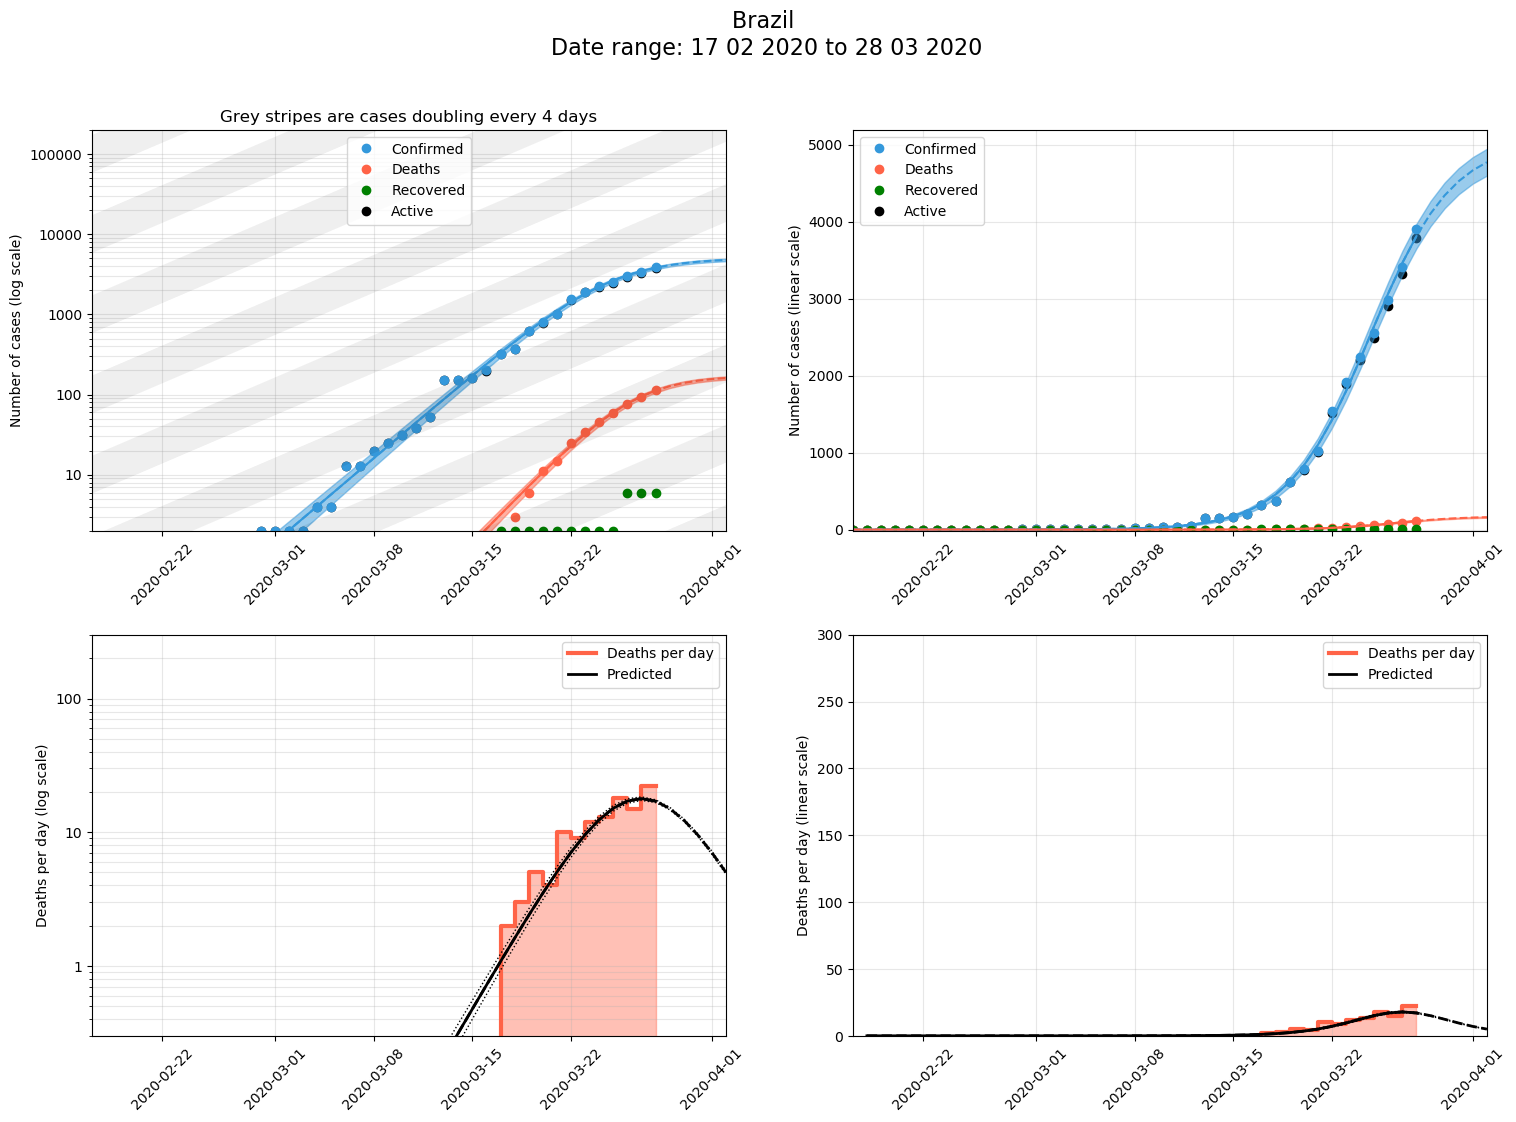 Brazil
Date range: 17 02 2020 to 28 03 2020
Grey stripes are cases doubling every 4 days
Number of cases (log scale)
100000
10000
1000
100
10
Confirmed
Deaths
Recovered
Active
2020-02-22
2020-03-01
2020-03-08
2020-03-15
2020-03-22
2020-04-01
Number of cases (linear scale)
5000
4000
3000
2000
1000
0
Confirmed
Deaths
Recovered
Active
2020-02-22
2020-03-01
2020-03-08
2020-03-15
2020-03-22
2020-04-01
Deaths per day (log scale)
100
10
1
Deaths per day
Predicted
2020-02-22
2020-03-01
2020-03-08
2020-03-15
2020-03-22
2020-04-01
Deaths per day (linear scale)
300
250
200
150
100
50
0
Deaths per day
Predicted
2020-02-22
2020-03-01
2020-03-08
2020-03-15
2020-03-22
2020-04-01